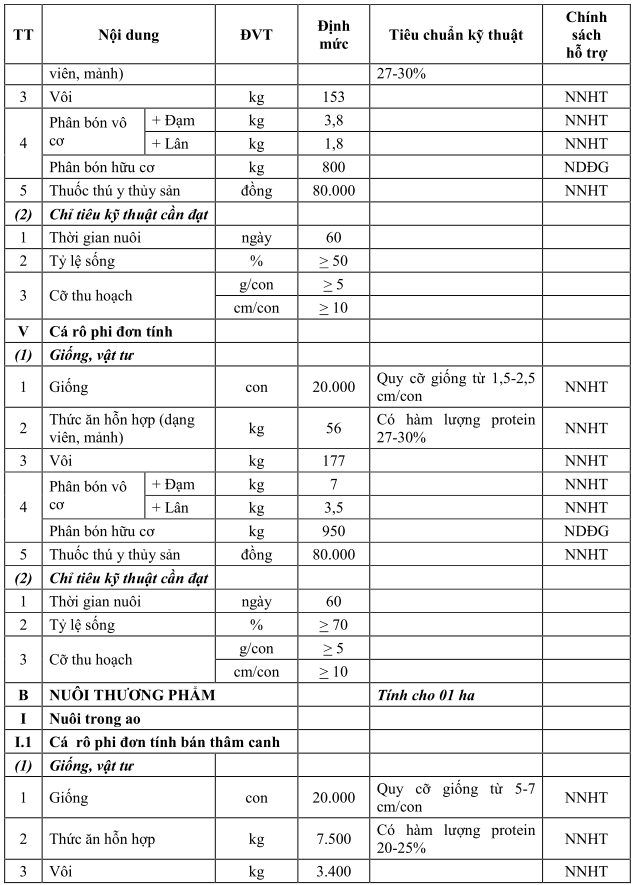 TT Nội dung ĐVT Định mức Tiêu chuẩn kỹ thuật Chính sách hỗ trợ
viên, mảnh) 27-30%
3 Vôi kg 153 NNHT
4 Phân bón vô cơ + Đạm kg 3,8 NNHT
+ Lân kg 1,8 NNHT
Phân bón hữu cơ kg 800 NDĐG
5 Thuốc thú y thủy sản đồng 80.000 NNHT
(2) Chỉ tiêu kỹ thuật cần đạt
1 Thời gian nuôi ngày 60
2 Tỷ lệ sống % ≥ 50
3 Cỡ thu hoạch g/con ≥ 5
cm/con ≥ 10
V Cá rô phi đơn tính
(1) Giống, vật tư
1 Giống con 20.000 Quy cỡ giống từ 1,5-2,5 cm/con NNHT
2 Thức ăn hỗn hợp (dạng viên, mảnh) kg 56 Có hàm lượng protein 27-30% NNHT
3 Vôi kg 177 NNHT
4 Phân bón vô cơ + Đạm kg 7 NNHT
+ Lân kg 3,5 NNHT
Phân bón hữu cơ kg 950 NDĐG
5 Thuốc thú y thủy sản đồng 80.000 NNHT
(2) Chỉ tiêu kỹ thuật cần đạt
1 Thời gian nuôi ngày 60
2 Tỷ lệ sống % ≥ 70
3 Cỡ thu hoạch g/con ≥ 5
cm/con ≥ 10
B NUÔI THƯƠNG PHẨM Tính cho 01 ha
I Nuôi trong ao
I.1 Cá rô phi đơn tính bán thâm canh
(1) Giống, vật tư
1 Giống con 20.000 Quy cỡ giống từ 5-7 cm/con NNHT
2 Thức ăn hỗn hợp kg 7.500 Có hàm lượng protein 20-25% NNHT
3 Vôi kg 3.400 NNHT